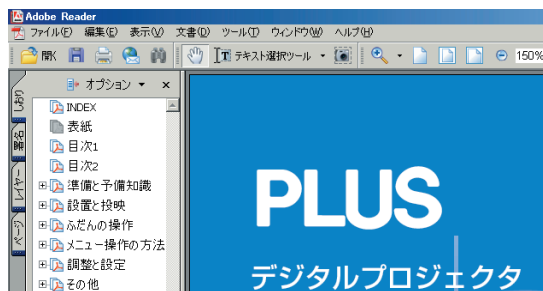 Adobe Reader
ファイル(F) 編集(E) 表示(V) 文書(D) ツール(T) ウィンドウ(W) ヘルプ(H)
開く テキスト選択ツール 150%
オプション
しおり
INDEX
表紙
目次1
目次2
準備と予備知識
設置と投映
ふだんの操作
メニュー操作の方法
調整と設定
その他
署名
レイヤー
ページ
PLUS
デジタルプロジェクタ